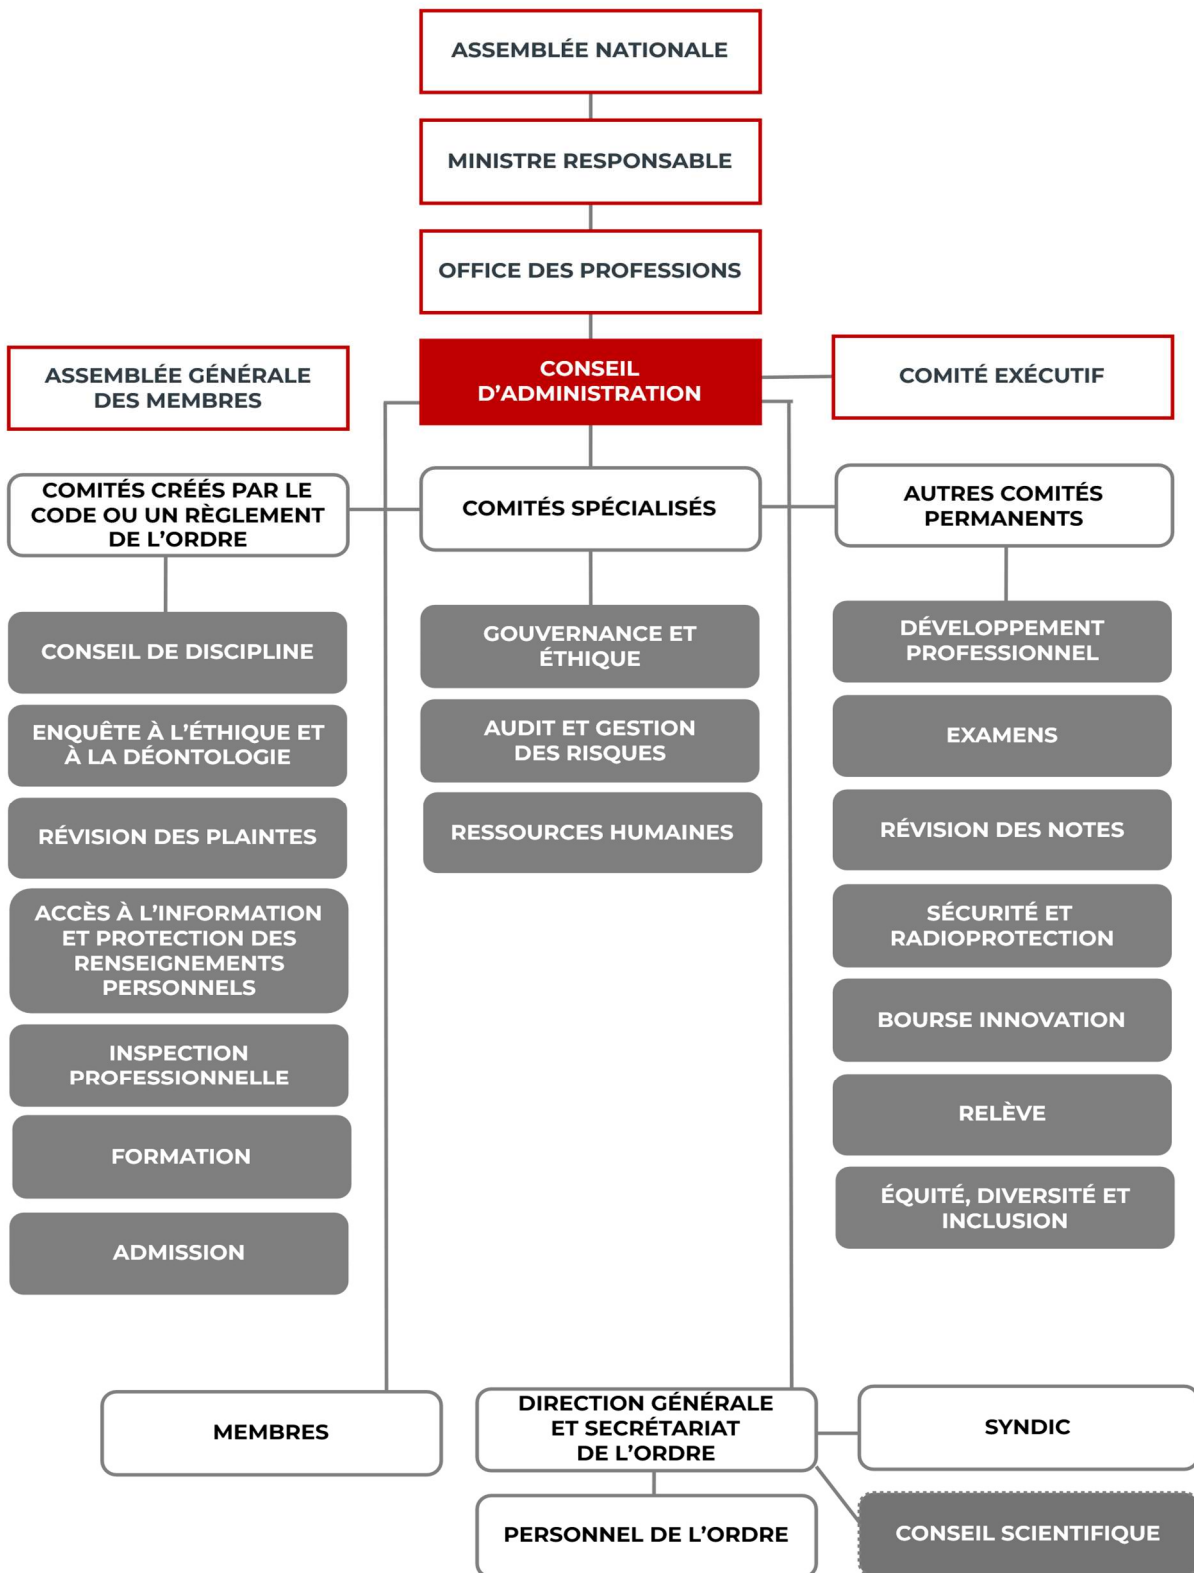 ASSEMBLÉE NATIONALE
MINISTRE RESPONSABLE
OFFICE DES PROFESSIONS
ASSEMBLÉE GÉNÉRALE
DES MEMBRES
CONSEIL
D’ADMINISTRATION
COMITÉ EXÉCUTIF
COMITÉS CRÉÉS PAR LE
CODE OU UN RÈGLEMENT
DE L’ORDRE
CONSEIL DE DISCIPLINE
ENQUÊTE À L’ÉTHIQUE ET
À LA DÉONTOLOGIE
RÉVISION DES PLAINTES
ACCÈS À L’INFORMATION
ET PROTECTION DES
RENSEIGNEMENTS
PERSONNELS
INSPECTION
PROFESSIONNELLE
FORMATION
ADMISSION
COMITÉS SPÉCIALISÉS
GOUVERNANCE ET
ÉTHIQUE
AUDIT ET GESTION
DES RISQUES
RESSOURCES HUMAINES
AUTRES COMITÉS
PERMANENTS
DÉVELOPPEMENT
PROFESSIONNEL
EXAMENS
RÉVISION DES NOTES
SÉCURITÉ ET
RADIOPROTECTION
BOURSE INNOVATION
RELÈVE
ÉQUITÉ, DIVERSITÉ ET
INCLUSION
MEMBRES
DIRECTION GÉNÉRALE
ET SECRÉTARIAT
DE L’ORDRE
SYNDIC
PERSONNEL DE L’ORDRE
CONSEIL SCIENTIFIQUE